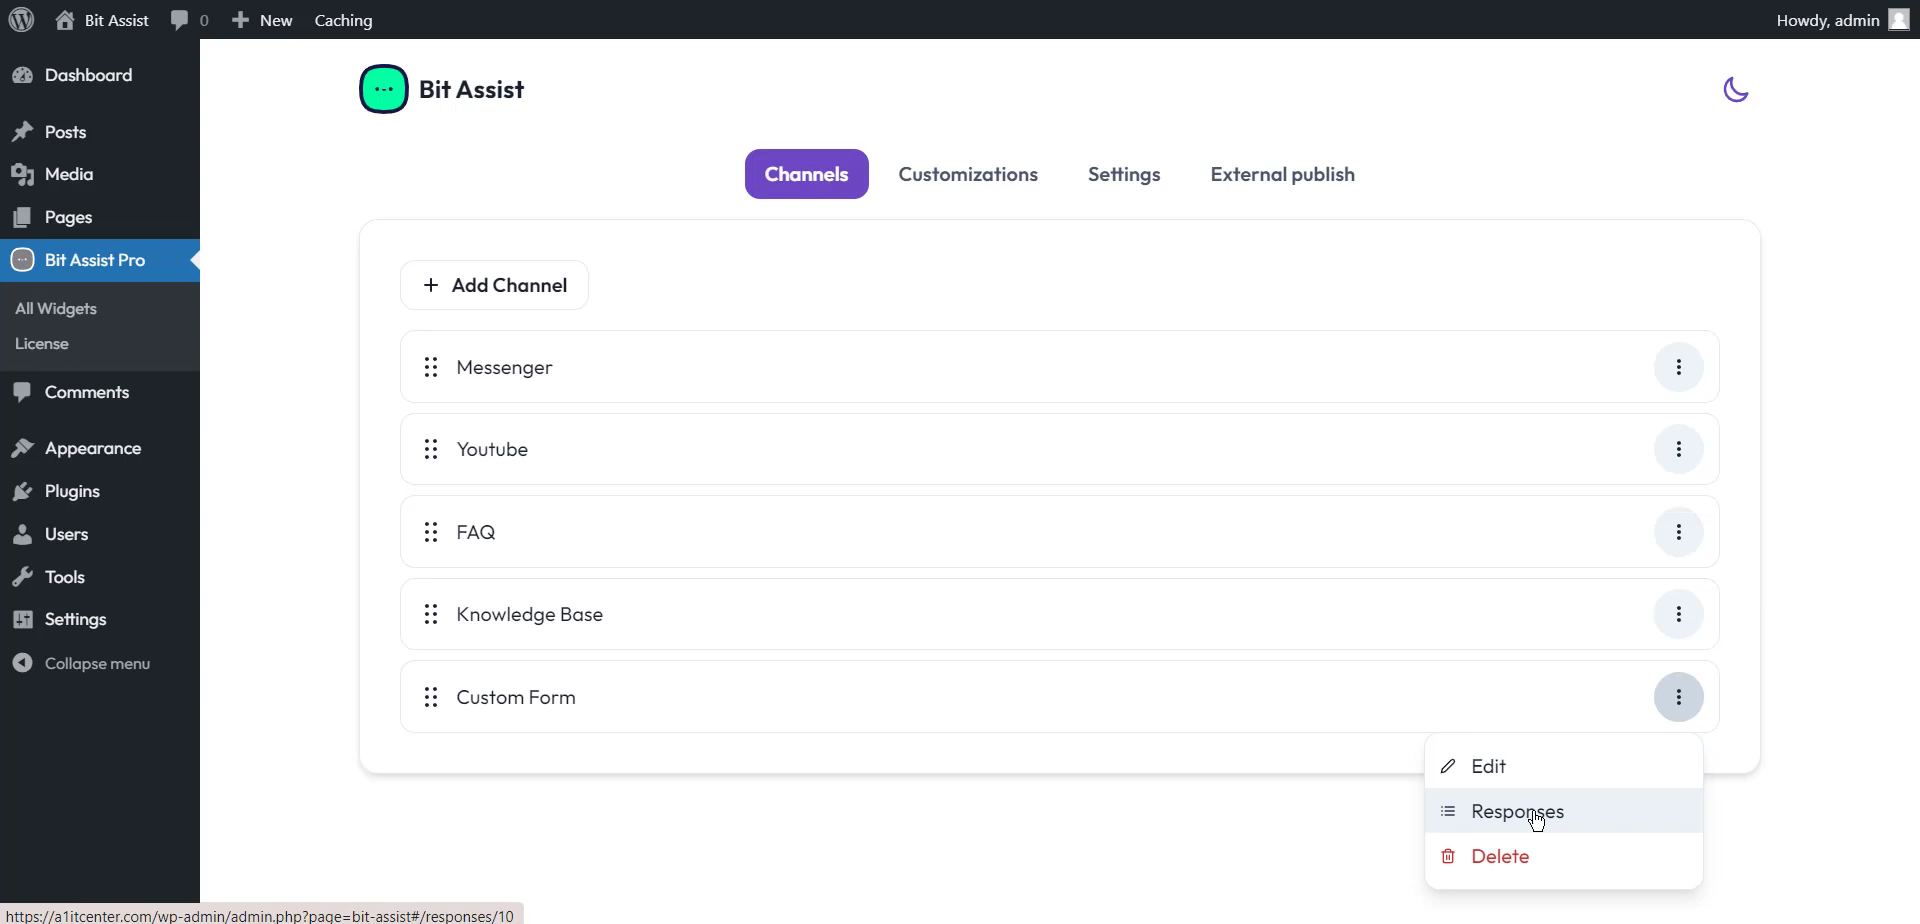 Bit Assist 0 New Caching Howdy, admin
Dashboard
Posts
Media
Pages
Bit Assist Pro
All Widgets
License
Comments
Appearance
Plugins
Users
Tools
Settings
Collapse menu
Bit Assist
Channels Customizations Settings External publish
+ Add Channel
Messenger
Youtube
FAQ
Knowledge Base
Custom Form
Edit
Responses
Delete
https://a1itcenter.com/wp-admin/admin.php?page=bit-assist#/responses/10